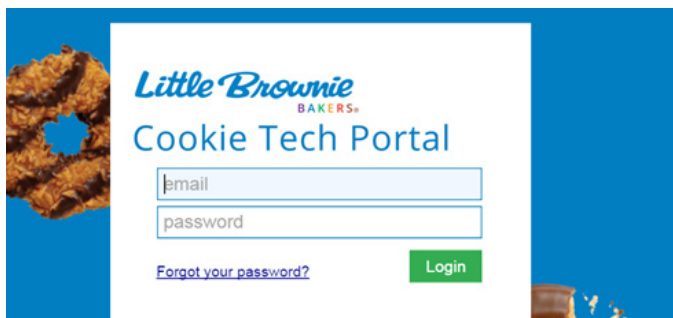 Little Brownie
BAKERS®
Cookie Tech Portal
email
password
Forgot your password?
Login